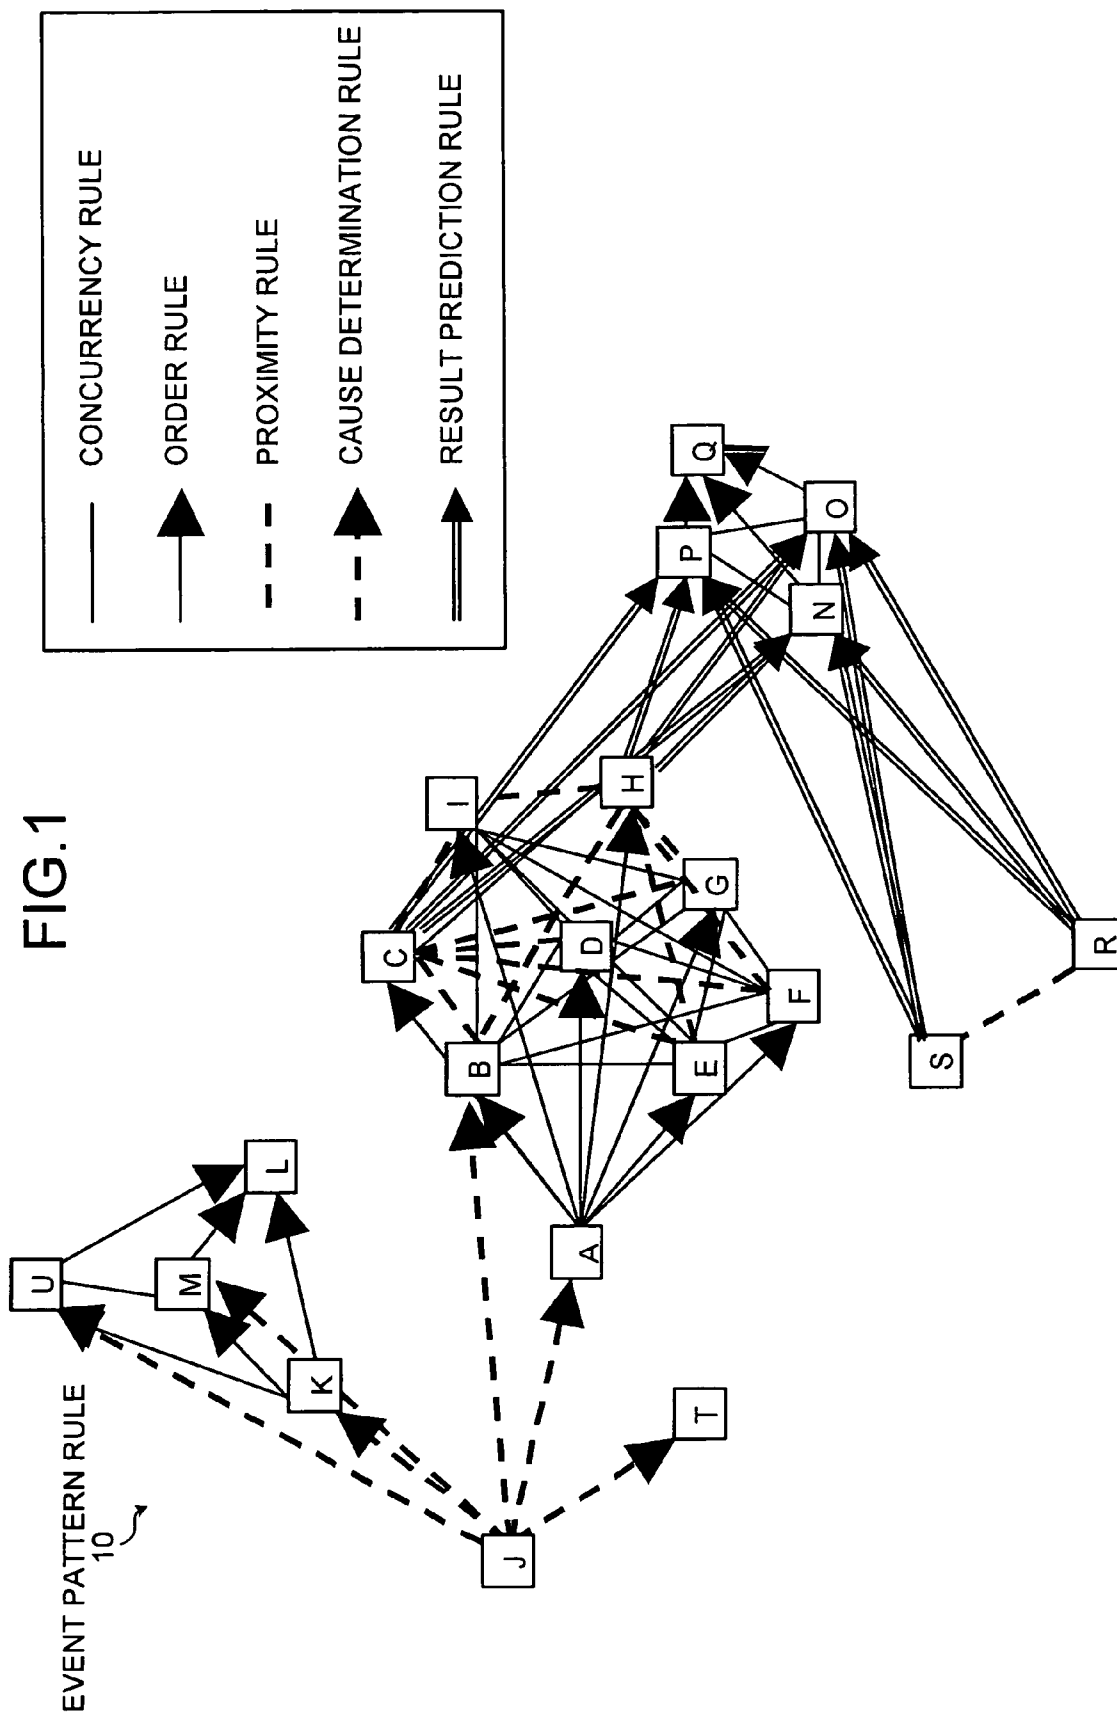 FIG.1
EVENT PATTERN RULE
10
CONCURRENCY RULE
ORDER RULE
PROXIMITY RULE
CAUSE DETERMINATION RULE
RESULT PREDICTION RULE
U
M
L
K
J
T
A
B
C
I
D
E
F
G
H
P
Q
N
O
S
R